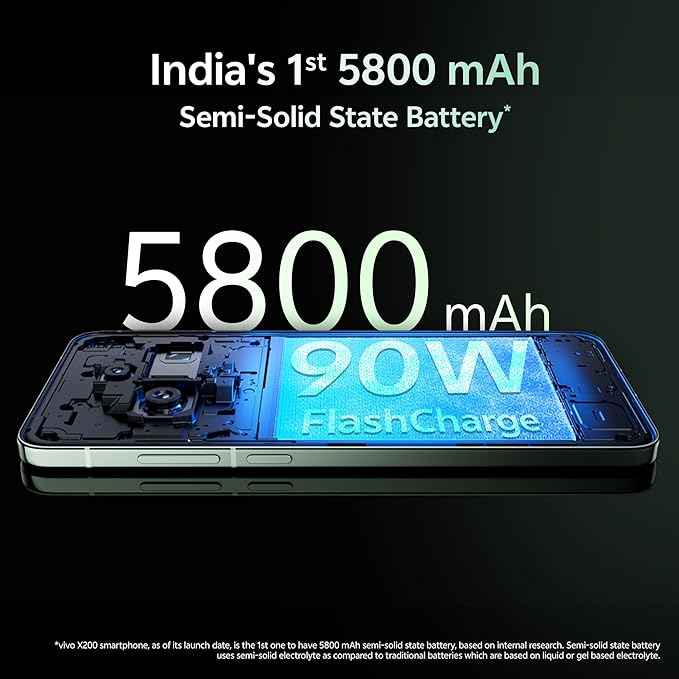 India's 1st 5800 mAh
Semi-Solid State Battery*
5800 mAh
90W
FlashCharge
*vivo X200 smartphone, as of its launch date, is the 1st one to have 5800 mAh semi-solid state battery, based on internal research. Semi-solid state battery
uses semi-solid electrolyte as compared to traditional batteries which are based on liquid or gel based electrolyte.